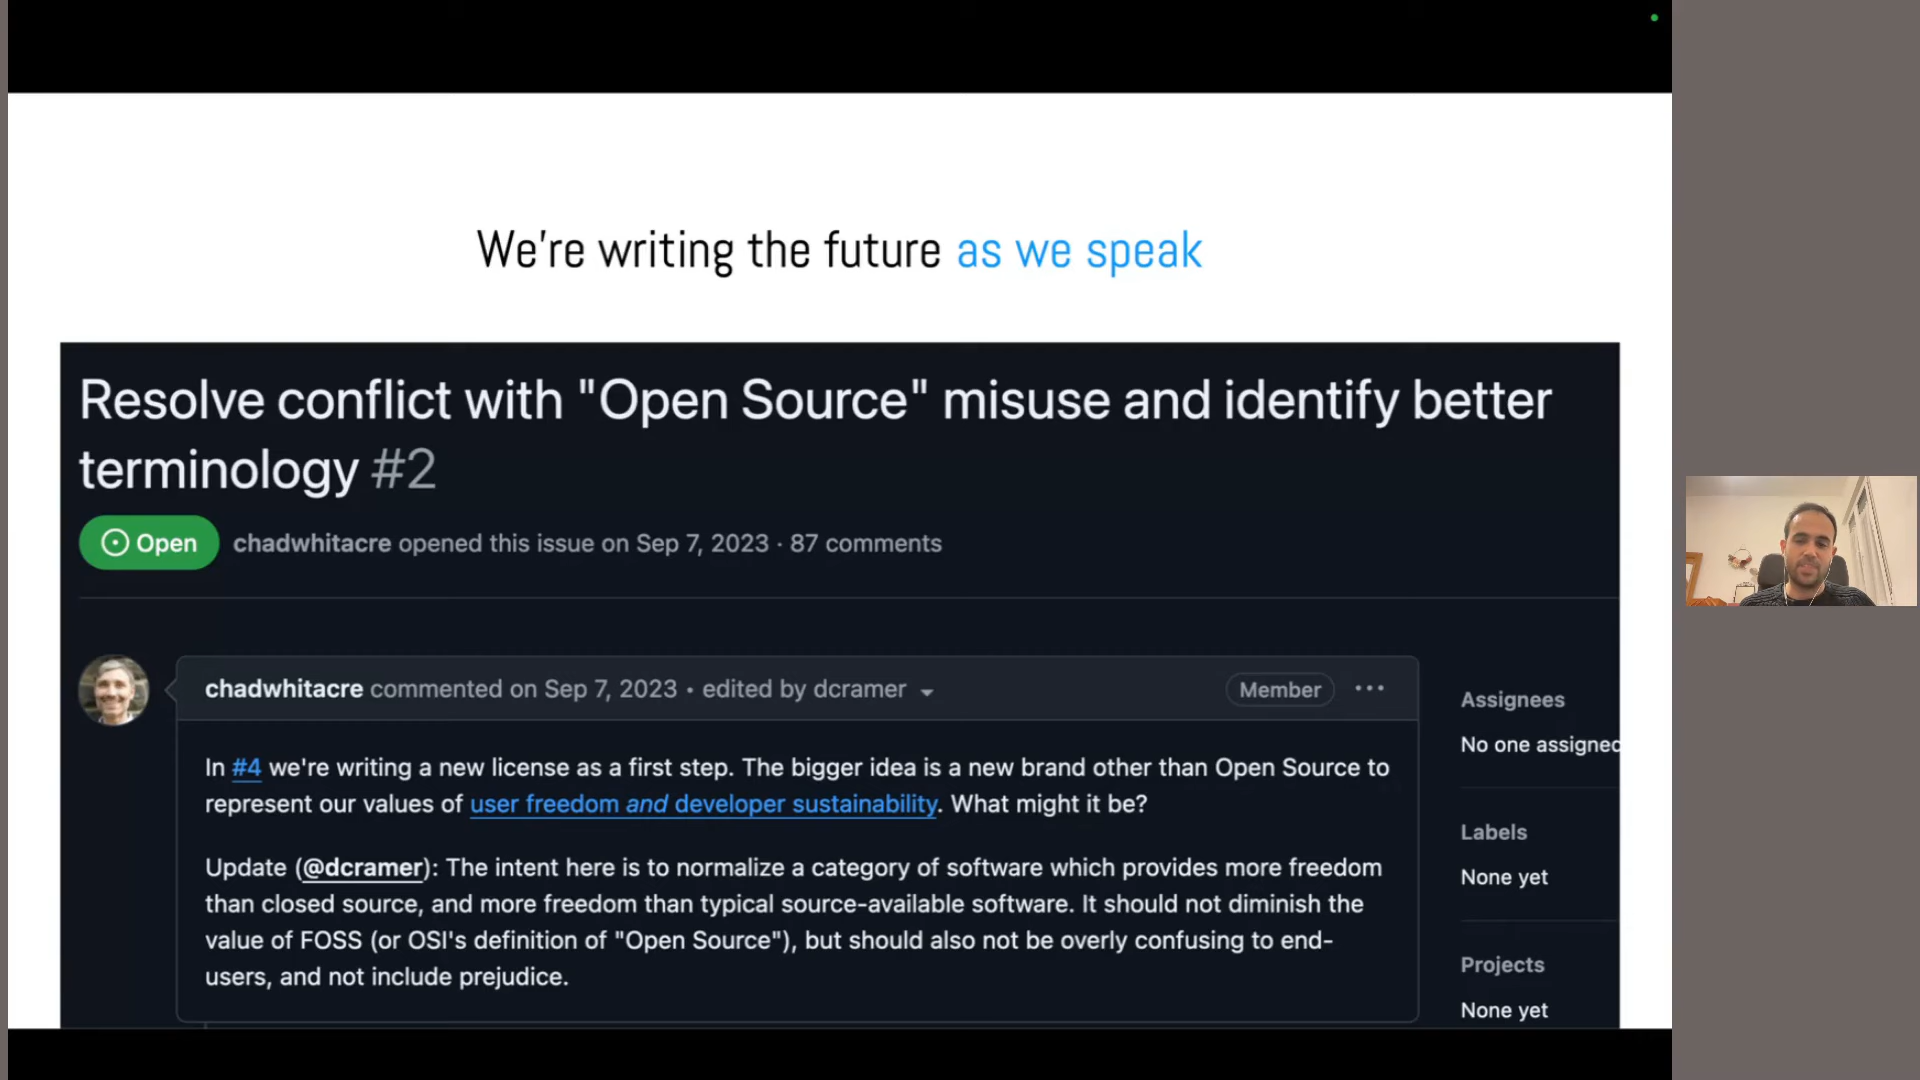 We're writing the future as we speak
Resolve conflict with "Open Source" misuse and identify better
terminology #2
Open
chadwhitacre opened this issue on Sep 7, 2023 · 87 comments
chadwhitacre commented on Sep 7, 2023 • edited by dcramer
Member
In #4 we're writing a new license as a first step. The bigger idea is a new brand other than Open Source to
represent our values of user freedom and developer sustainability. What might it be?
Update (@dcramer): The intent here is to normalize a category of software which provides more freedom
than closed source, and more freedom than typical source-available software. It should not diminish the
value of FOSS (or OSI's definition of "Open Source"), but should also not be overly confusing to end-
users, and not include prejudice.
Assignees
No one assigned
Labels
None yet
Projects
None yet